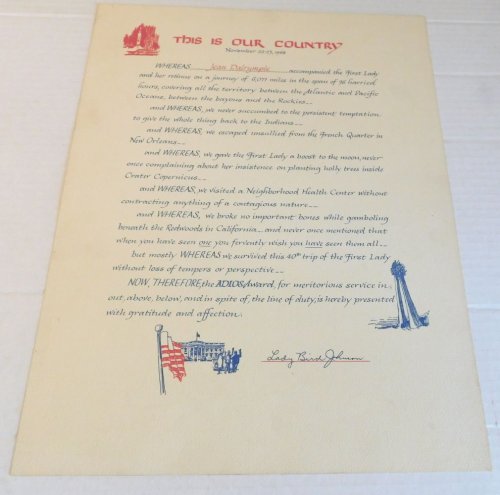 THIS IS OUR COUNTRY
November 20-23, 1968
WHEREAS, Jean Dalrymple accompanied the First Lady
and her retinue on a journey of 6,071 miles in the span of 96 hurried
hours, covering all the territory between the Atlantic and Pacific
Oceans, between the bayous and the Rockies—
and WHEREAS, we never succumbed to the persistent temptation
to give the whole thing back to the Indians—
and WHEREAS, we escaped unsullied from the French Quarter in
New Orleans—
and WHEREAS, we gave the First Lady a boost to the moon, never
once complaining about her insistence on planting holly trees inside
Crater Copernicus—
and WHEREAS, we visited a Neighborhood Health Center without
contracting anything of a contagious nature—
and WHEREAS, we broke no important bones while gamboling
beneath the Redwoods in California—and never once mentioned that
when you have seen one you fervently wish you have seen them all—
but mostly WHEREAS we survived this 40th trip of the First Lady
without loss of tempers or perspective—
NOW, THEREFORE, the ADLOS Award, for meritorious service in,
out, above, below, and in spite of, the line of duty, is hereby presented
with gratitude and affection.
Lady Bird Johnson